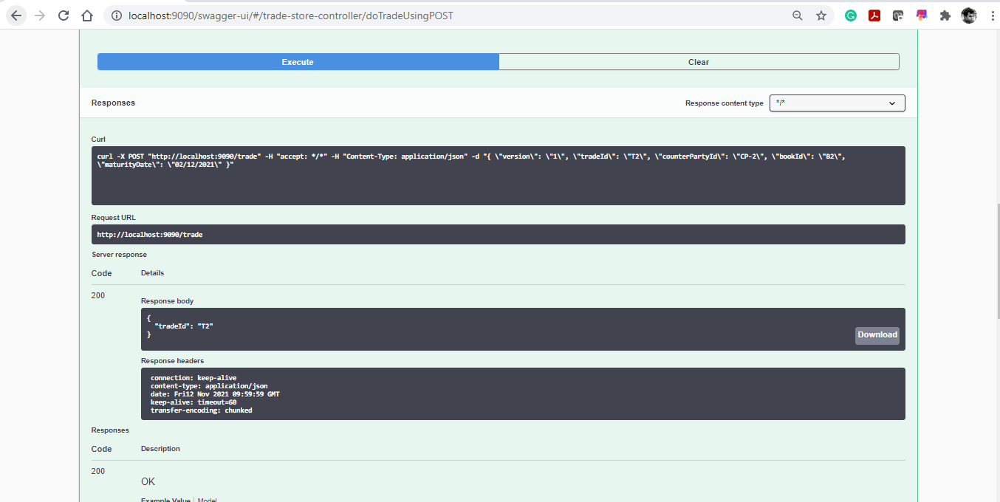 localhost:9090/swagger-ui/#/trade-store-controller/doTradeUsingPOST
Execute
Clear
Responses
Response content type
*/*
Curl
curl -X POST "http://localhost:9090/trade" -H "accept: */*" -H "Content-Type: application/json" -d "{ \"version\": \"1\", \"tradeId\": \"T2\", \"counterPartyId\": \"CP-2\", \"bookId\": \"B2\",
\"maturityDate\": \"02/12/2021\" }"
Request URL
http://localhost:9090/trade
Server response
Code
Details
200
Response body
{
"tradeId": "T2"
}
Download
Response headers
connection: keep-alive
content-type: application/json
date: Fri12 Nov 2021 09:59:59 GMT
keep-alive: timeout=60
transfer-encoding: chunked
Responses
Code
Description
200
OK
Example Value
Model